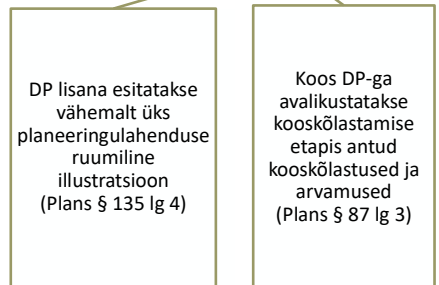 DP lisana esitatakse
vähemalt üks
planeeringulahenduse
ruumiline
illustratsioon
(Plans § 135 lg 4)
Koos DP-ga
avalikustatakse
kooskõlastamise
etapis antud
kooskõlastused ja
arvamused
(Plans § 87 lg 3)